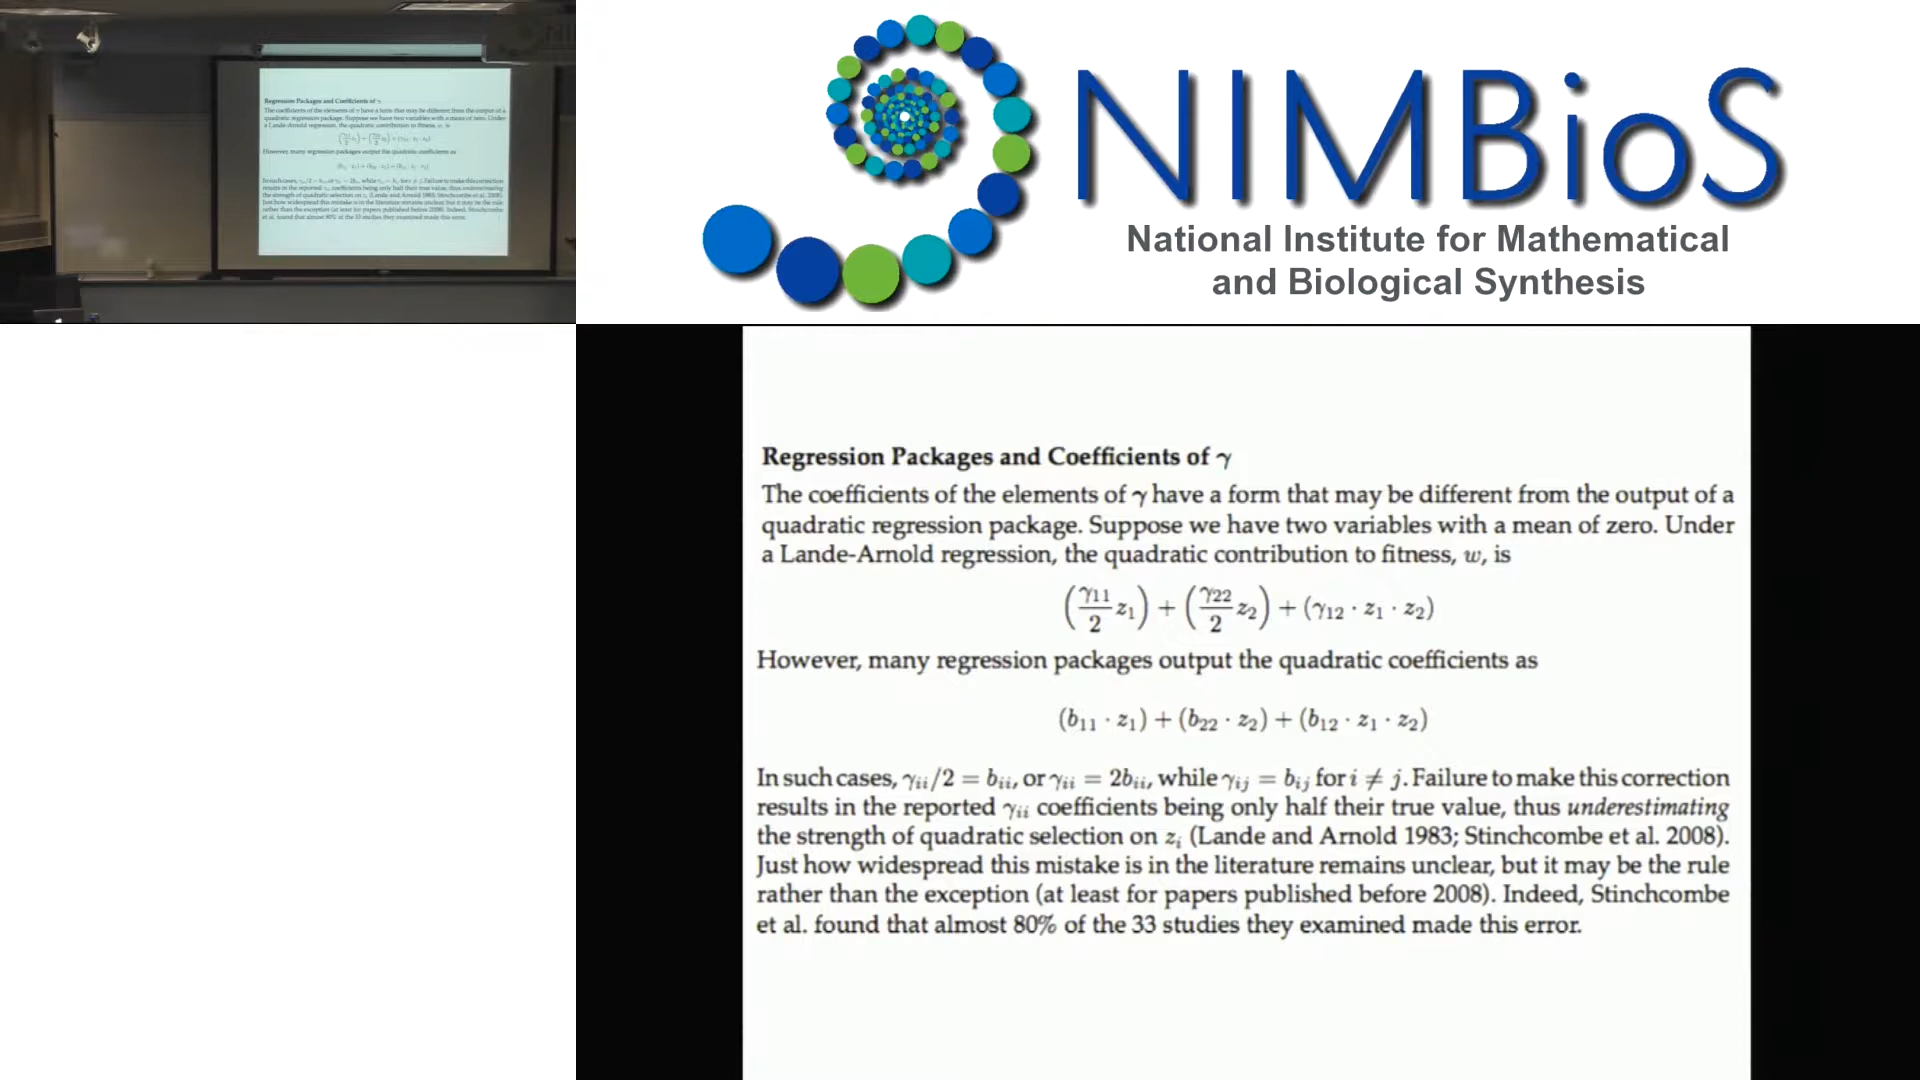 NIMBioS
National Institute for Mathematical
and Biological Synthesis
Regression Packages and Coefficients of γ
The coefficients of the elements of γ have a form that may be different from the output of a
quadratic regression package. Suppose we have two variables with a mean of zero. Under
a Lande-Arnold regression, the quadratic contribution to fitness, w, is
(γ₁₁/2 z₁) + (γ₂₂/2 z₂) + (γ₁₂ · z₁ · z₂)
However, many regression packages output the quadratic coefficients as
(b₁₁ · z₁) + (b₂₂ · z₂) + (b₁₂ · z₁ · z₂)
In such cases, γᵢᵢ/2 = bᵢᵢ, or γᵢᵢ = 2bᵢᵢ, while γᵢⱼ = bᵢⱼ for i ≠ j. Failure to make this correction
results in the reported γᵢᵢ coefficients being only half their true value, thus underestimating
the strength of quadratic selection on zᵢ (Lande and Arnold 1983; Stinchcombe et al. 2008).
Just how widespread this mistake is in the literature remains unclear, but it may be the rule
rather than the exception (at least for papers published before 2008). Indeed, Stinchcombe
et al. found that almost 80% of the 33 studies they examined made this error.